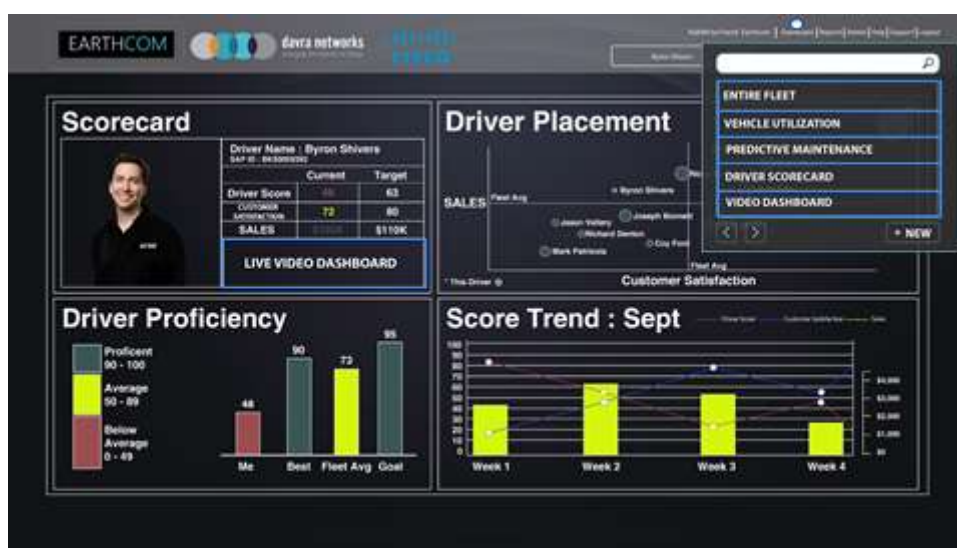 EARTHCOM
davra networks
ENTIRE FLEET
VEHICLE UTILIZATION
PREDICTIVE MAINTENANCE
DRIVER SCORECARD
VIDEO DASHBOARD
+ NEW
Scorecard
Driver Name : Byron Shivers
Current Target
Driver Score 63
CUSTOMER SATISFACTION 72 80
SALES $110K
LIVE VIDEO DASHBOARD
Driver Placement
SALES
Fleet Avg
Byron Shivers
Joseph Bonnell
Jason Vallery
Richard Denton
Coy Ford
Mark Patricola
Fleet Avg
* This Driver
Customer Satisfaction
Driver Proficiency
Proficent
90 - 100
Average
50 - 89
Below
Average
0 - 49
48 90 73 95
Me Best Fleet Avg Goal
Score Trend : Sept
100
90
80
70
60
50
40
30
20
10
0
$4,000
$3,000
$2,000
$1,000
$0
Week 1 Week 2 Week 3 Week 4